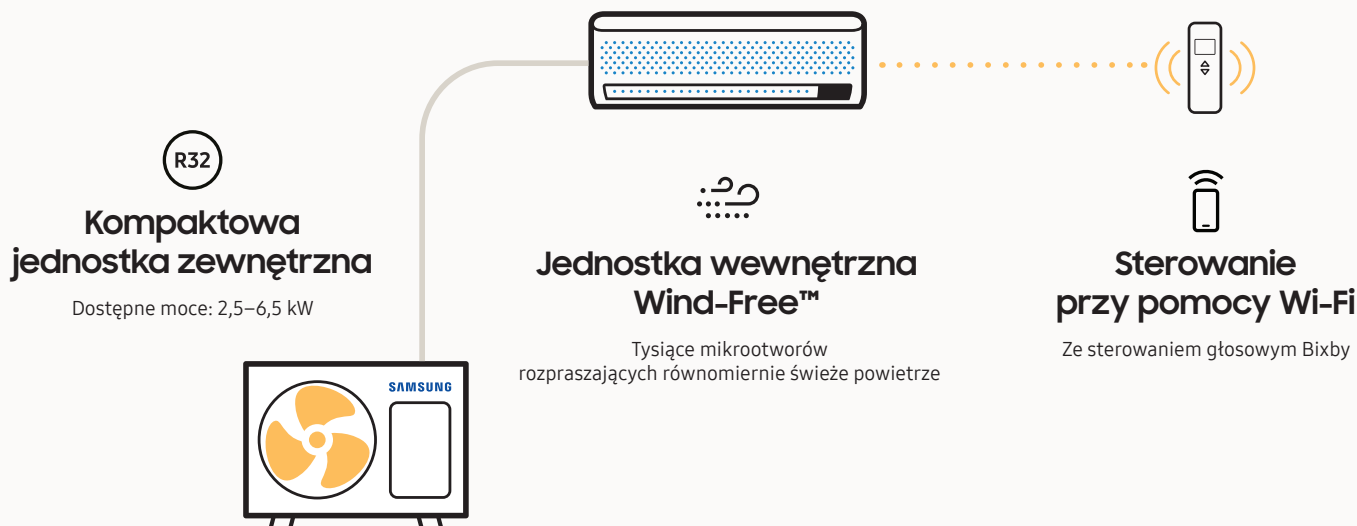 R32
Kompaktowa
jednostka zewnętrzna
Dostępne moce: 2,5–6,5 kW
SAMSUNG
Jednostka wewnętrzna
Wind-Free™
Tysiące mikrootworów
rozpraszających równomiernie świeże powietrze
Sterowanie
przy pomocy Wi-Fi
Ze sterowaniem głosowym Bixby